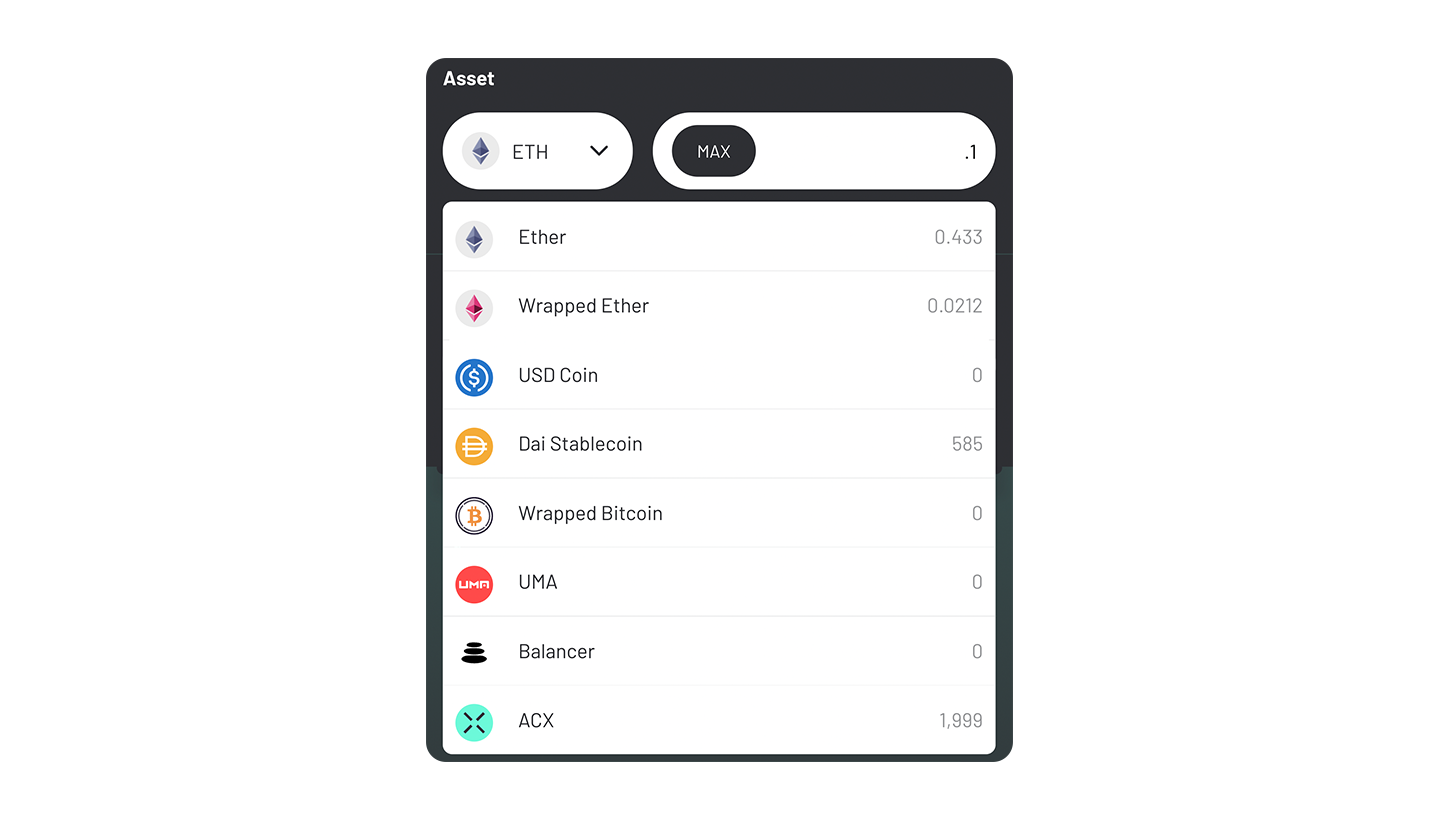 Asset
ETH
MAX
.1
Ether 0.433
Wrapped Ether 0.0212
USD Coin 0
Dai Stablecoin 585
Wrapped Bitcoin 0
UMA UMA 0
Balancer 0
ACX 1,999